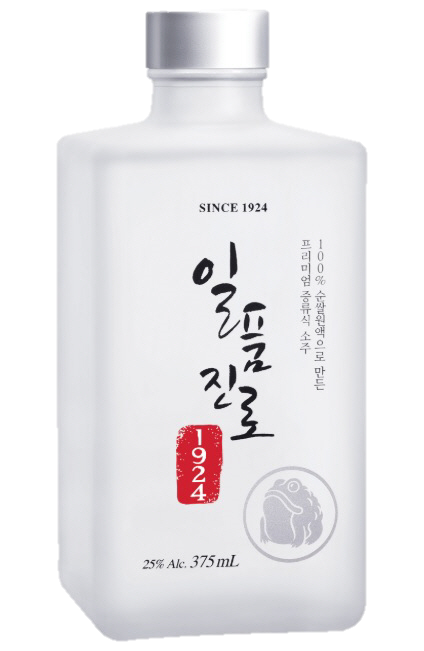 SINCE 1924
일품
진로
1924
100% 순쌀원액으로 만든
프리미엄 증류식 소주
25% Alc. 375mL